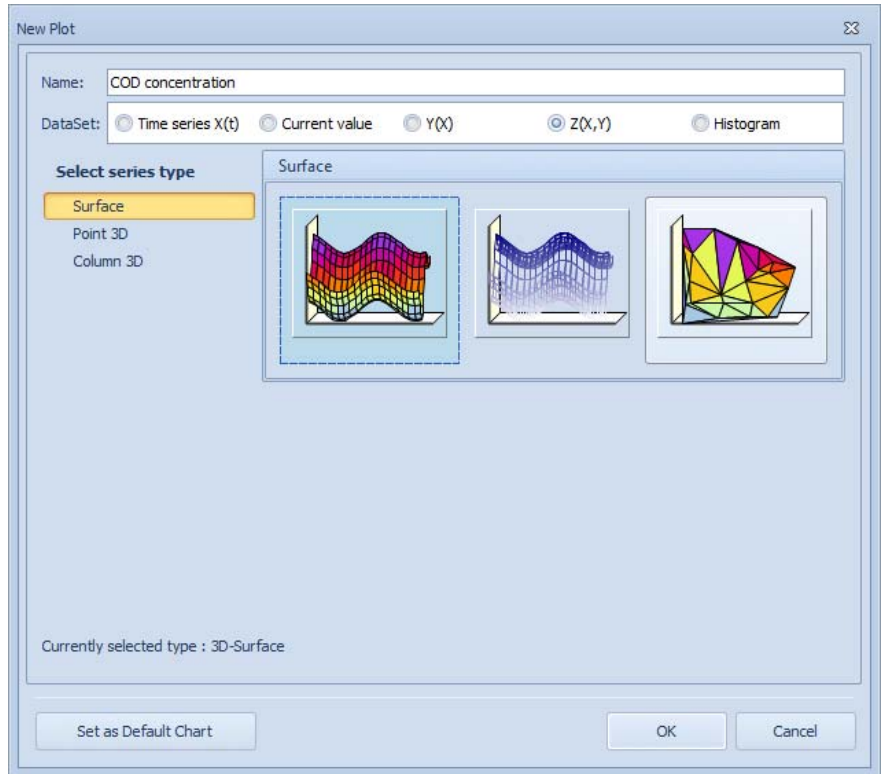 New Plot
Name: COD concentration
DataSet: Time series X(t) Current value Y(X) Z(X,Y) Histogram
Select series type
Surface
Point 3D
Column 3D
Surface
Currently selected type : 3D-Surface
Set as Default Chart OK Cancel